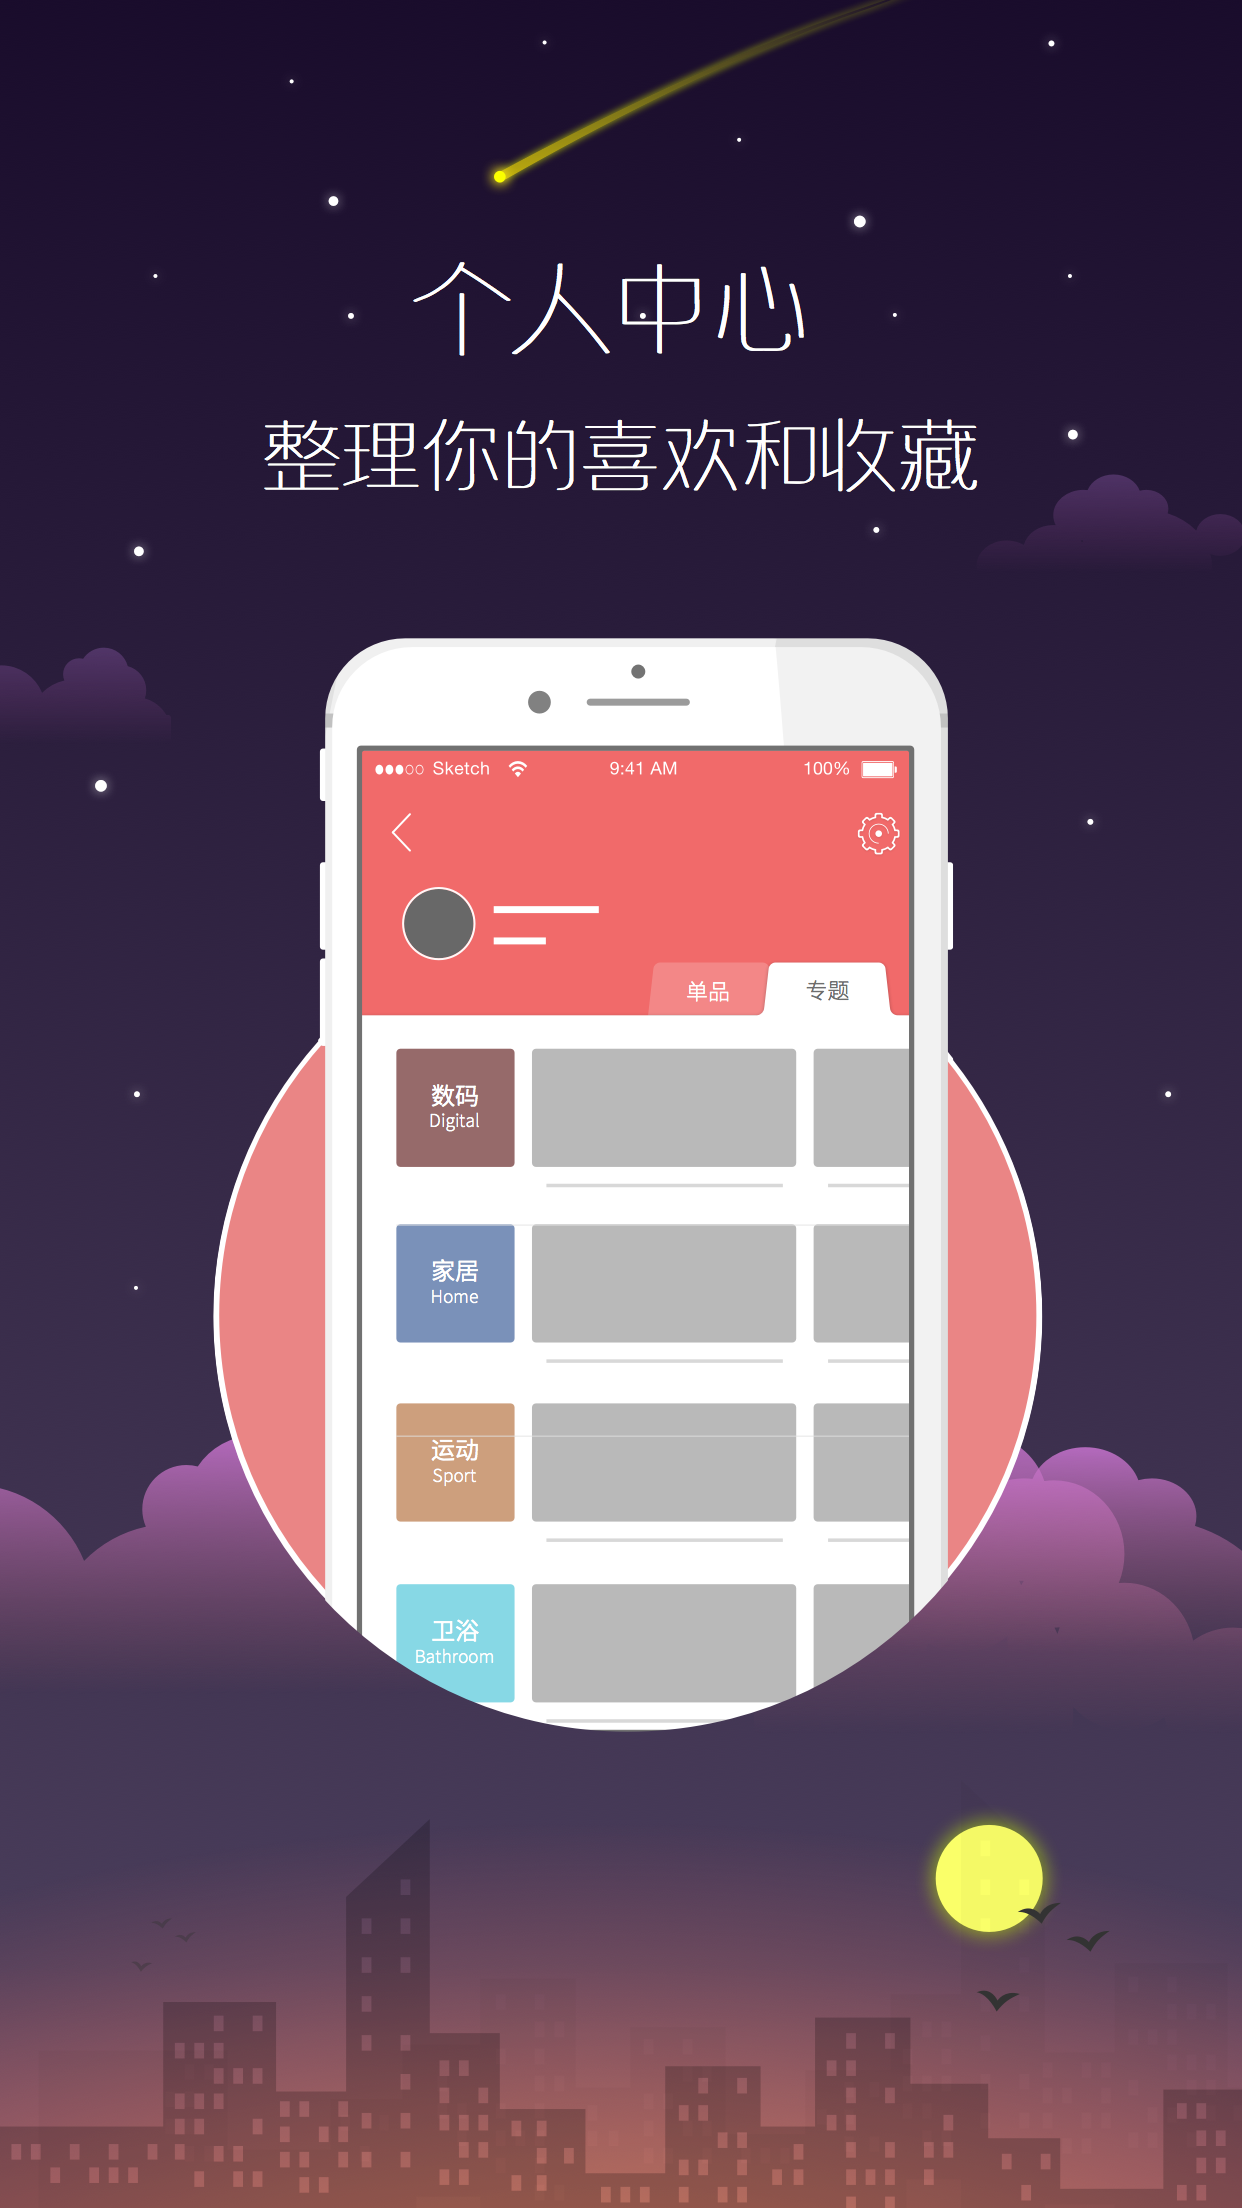 个人中心
整理你的喜欢和收藏
Sketch 9:41 AM 100%
单品 专题
数码
Digital
家居
Home
运动
Sport
卫浴
Bathroom